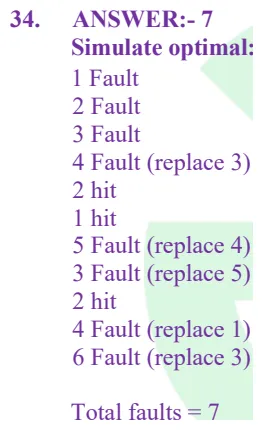 34. ANSWER:- 7
Simulate optimal:
1 Fault
2 Fault
3 Fault
4 Fault (replace 3)
2 hit
1 hit
5 Fault (replace 4)
3 Fault (replace 5)
2 hit
4 Fault (replace 1)
6 Fault (replace 3)
Total faults = 7